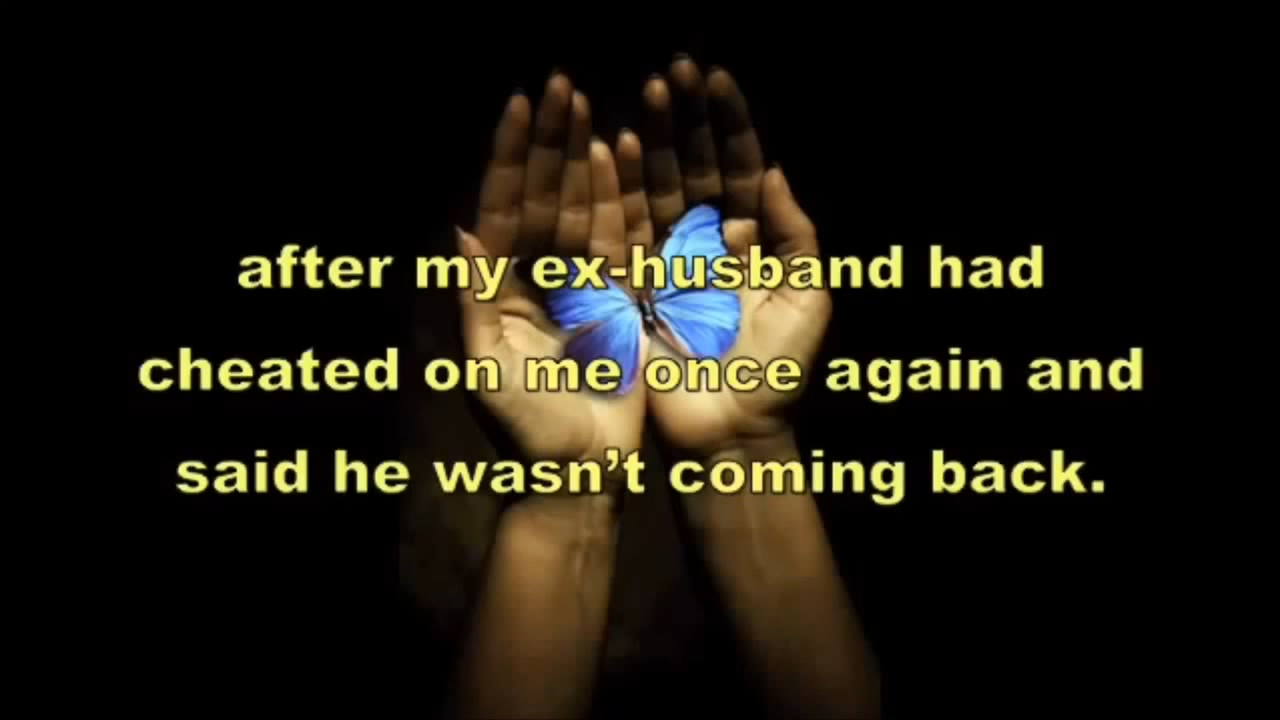 after my ex-husband had
cheated on me once again and
said he wasn’t coming back.